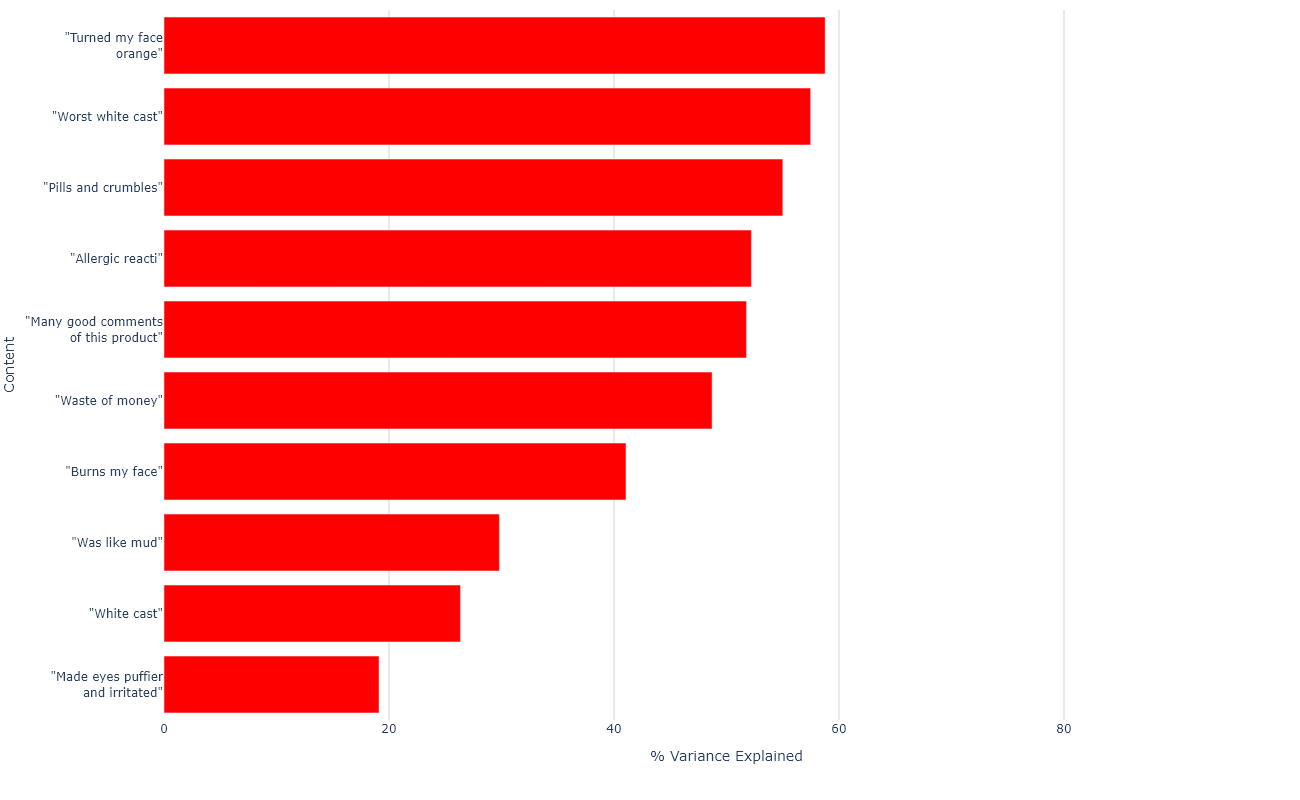 "Turned my face
orange"
"Worst white cast"
"Pills and crumbles"
"Allergic reacti"
"Many good comments
of this product"
"Waste of money"
"Burns my face"
"Was like mud"
"White cast"
"Made eyes puffier
and irritated"
Content
0 20 40 60 80
% Variance Explained